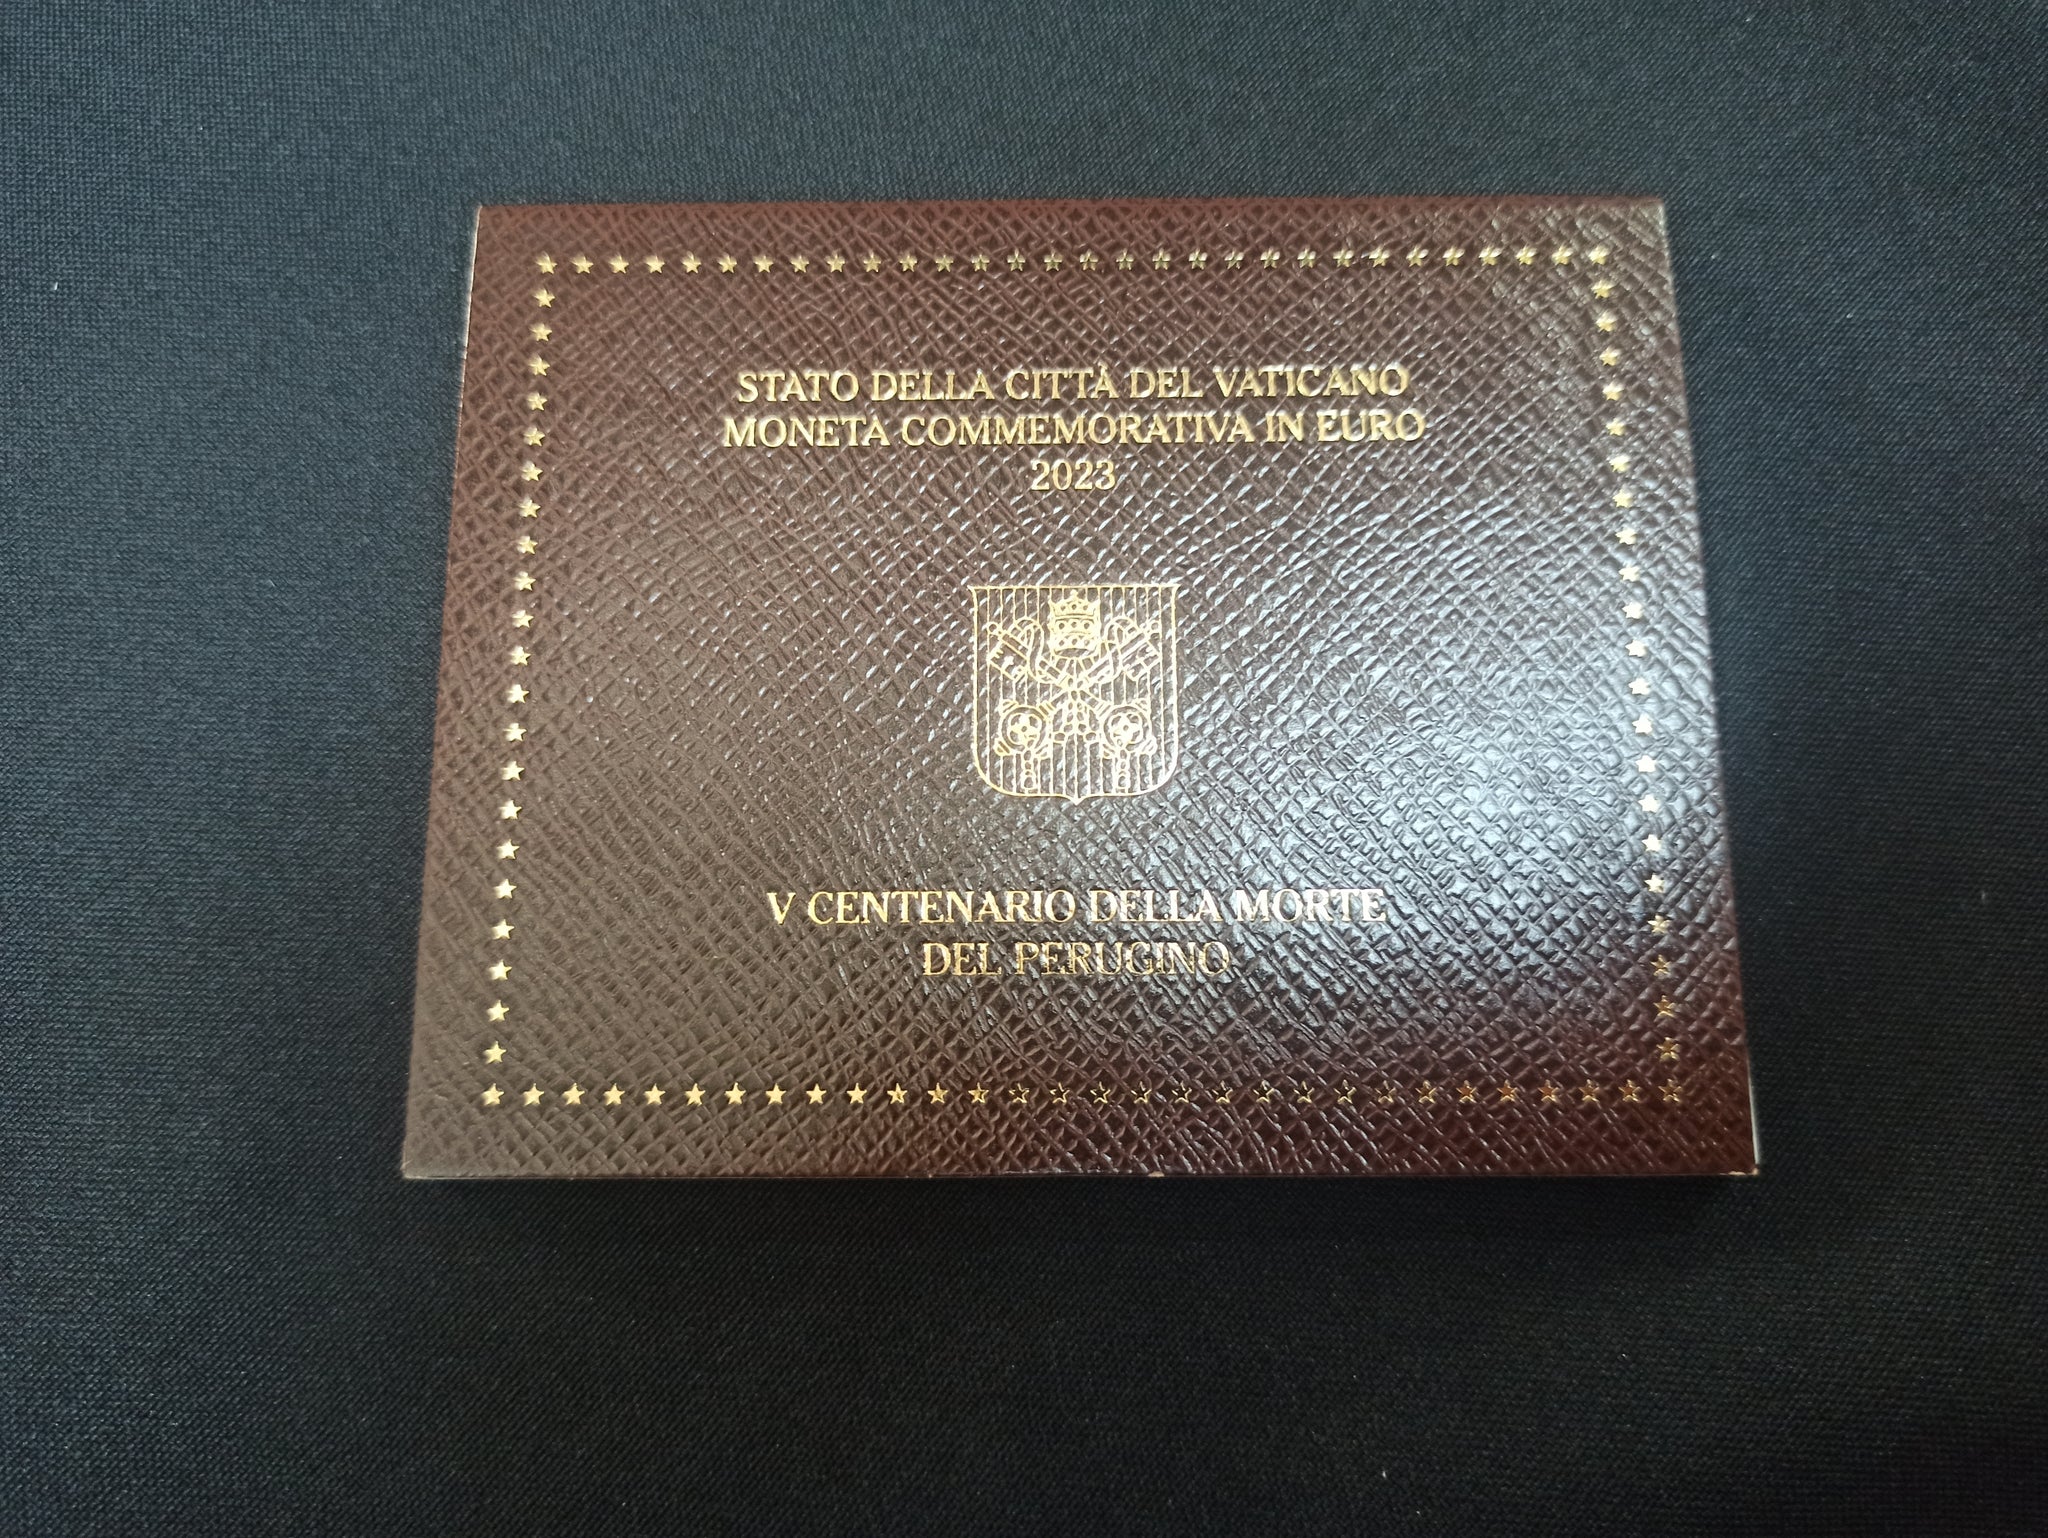 STATO DELLA CITTÀ DEL VATICANO
MONETA COMMEMORATIVA IN EURO
2023
V CENTENARIO DELLA MORTE
DEL PERUGINO